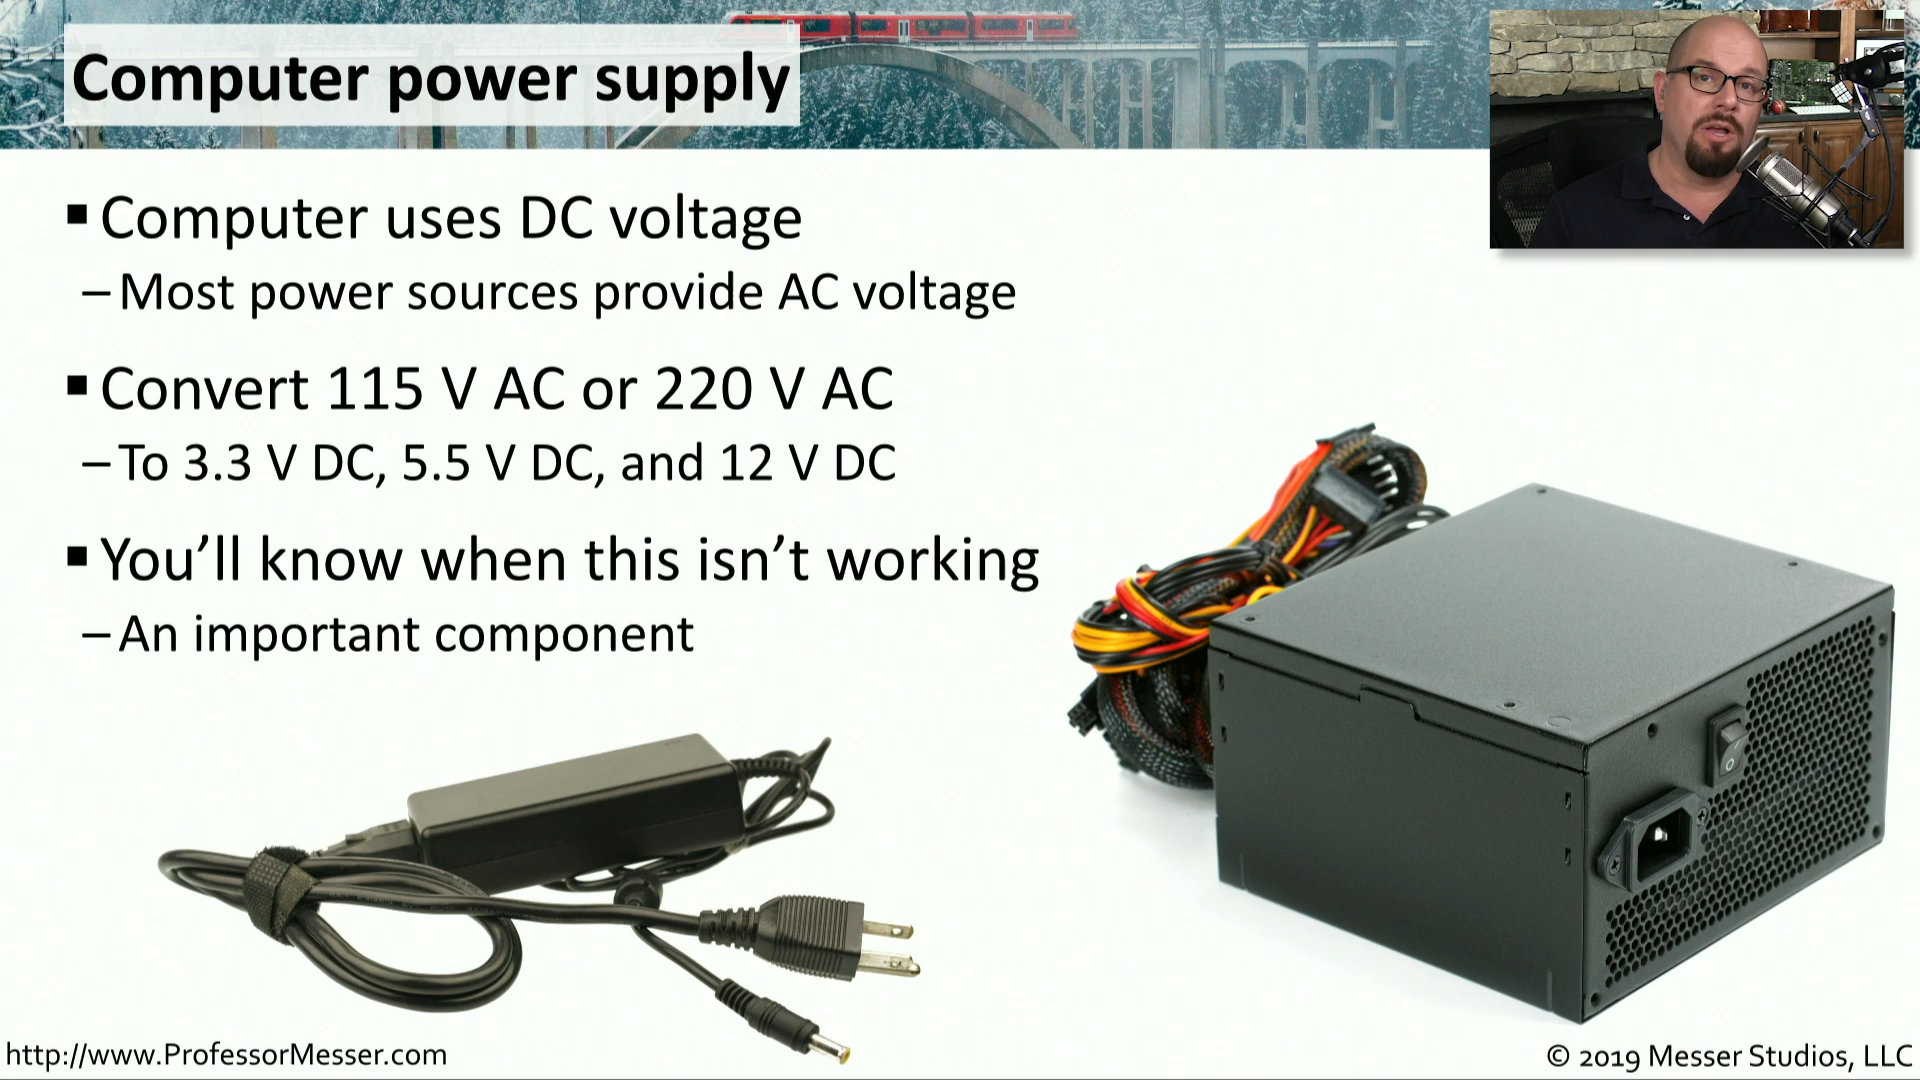 Computer power supply
▪ Computer uses DC voltage
– Most power sources provide AC voltage
▪ Convert 115 V AC or 220 V AC
– To 3.3 V DC, 5.5 V DC, and 12 V DC
▪ You’ll know when this isn’t working
– An important component
http://www.ProfessorMesser.com
© 2019 Messer Studios, LLC